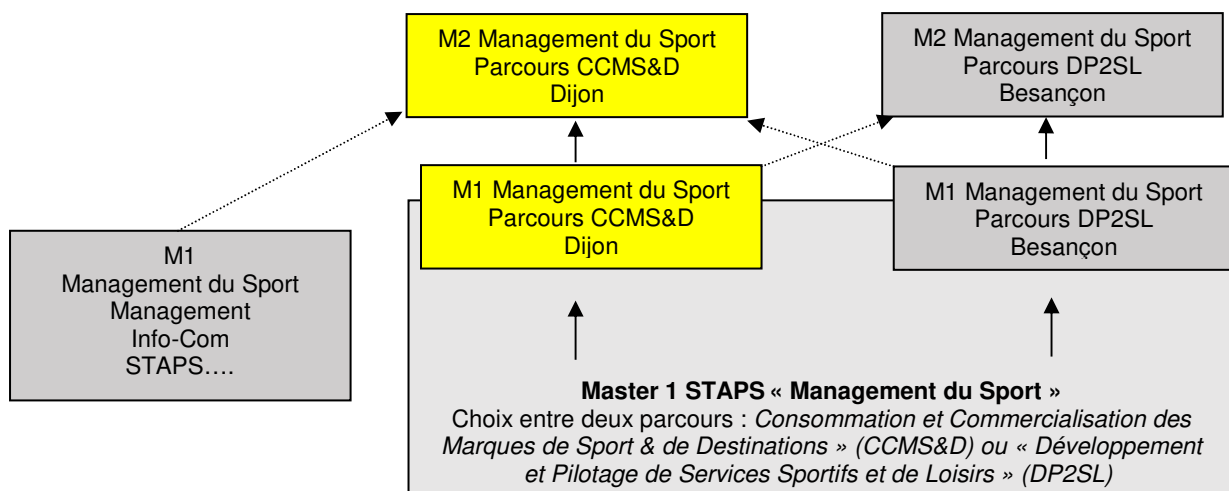 M2 Management du Sport
Parcours CCMS&D
Dijon
M2 Management du Sport
Parcours DP2SL
Besançon
M1 Management du Sport
Parcours CCMS&D
Dijon
M1 Management du Sport
Parcours DP2SL
Besançon
M1
Management du Sport
Management
Info-Com
STAPS….
Master 1 STAPS « Management du Sport »
Choix entre deux parcours : Consommation et Commercialisation des
Marques de Sport & de Destinations » (CCMS&D) ou « Développement
et Pilotage de Services Sportifs et de Loisirs » (DP2SL)